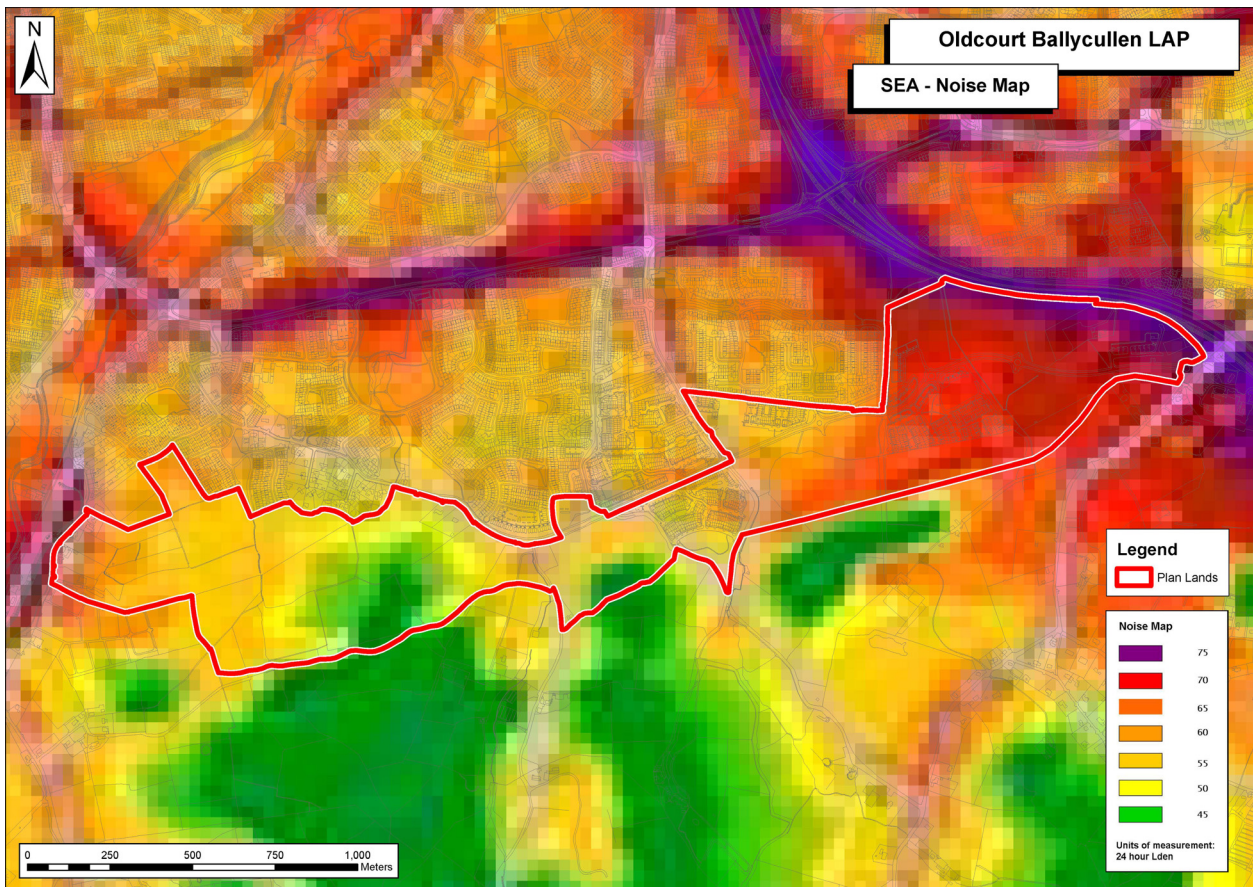 N
Oldcourt Ballycullen LAP
SEA - Noise Map
Legend
Plan Lands
Noise Map
75
70
65
60
55
50
45
Units of measurement:
24 hour Lden
0 250 500 750 1,000
Meters